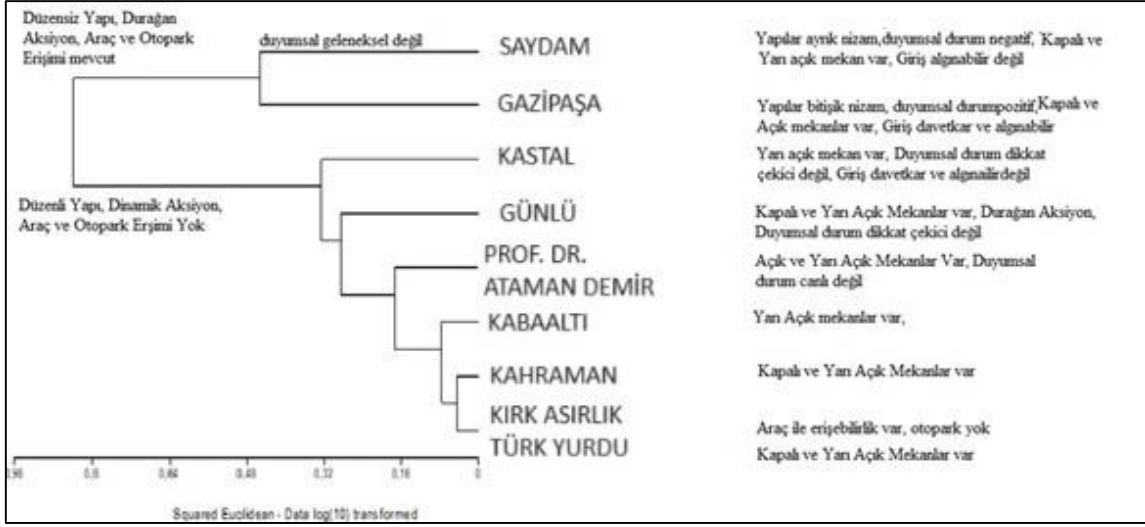 Düzensiz Yapı, Durağan
Aksiyon, Araç ve Otopark
Erişimi mevcut
duyumsal geleneksel değil
SAYDAM
Yapılar ayrık nizam,duyumsal durum negatif, Kapalı ve
Yarı açık mekan var, Giriş algınabilir değil
GAZİPAŞA
Yapılar bitişik nizam, duyumsal durumpozitif,Kapalı ve
Açık mekanlar var, Giriş davetkar ve algınabilir
KASTAL
Yarı açık mekan var, Duyumsal durum dikkat
çekici değil, Giriş davetkar ve algınailirdeğil
Düzenli Yapı, Dinamik Aksiyon,
Araç ve Otopark Erşimi Yok
GÜNLÜ
Kapalı ve Yarı Açık Mekanlar var, Durağan Aksiyon,
Duyumsal durum dikkat çekici değil
PROF. DR.
ATAMAN DEMİR
Açık ve Yarı Açık Mekanlar Var, Duyumsal
durum canlı değil
KABAALTI
Yarı Açık mekanlar var,
KAHRAMAN
Kapalı ve Yarı Açık Mekanlar var
KIRK ASIRLIK
TÜRK YURDU
Araç ile erişebilirlik var, otopark yok
Kapalı ve Yarı Açık Mekanlar var
0,96 0,8 0,64 0,48 0,32 0,16 0
Squared Euclidean - Data log(10) transformed